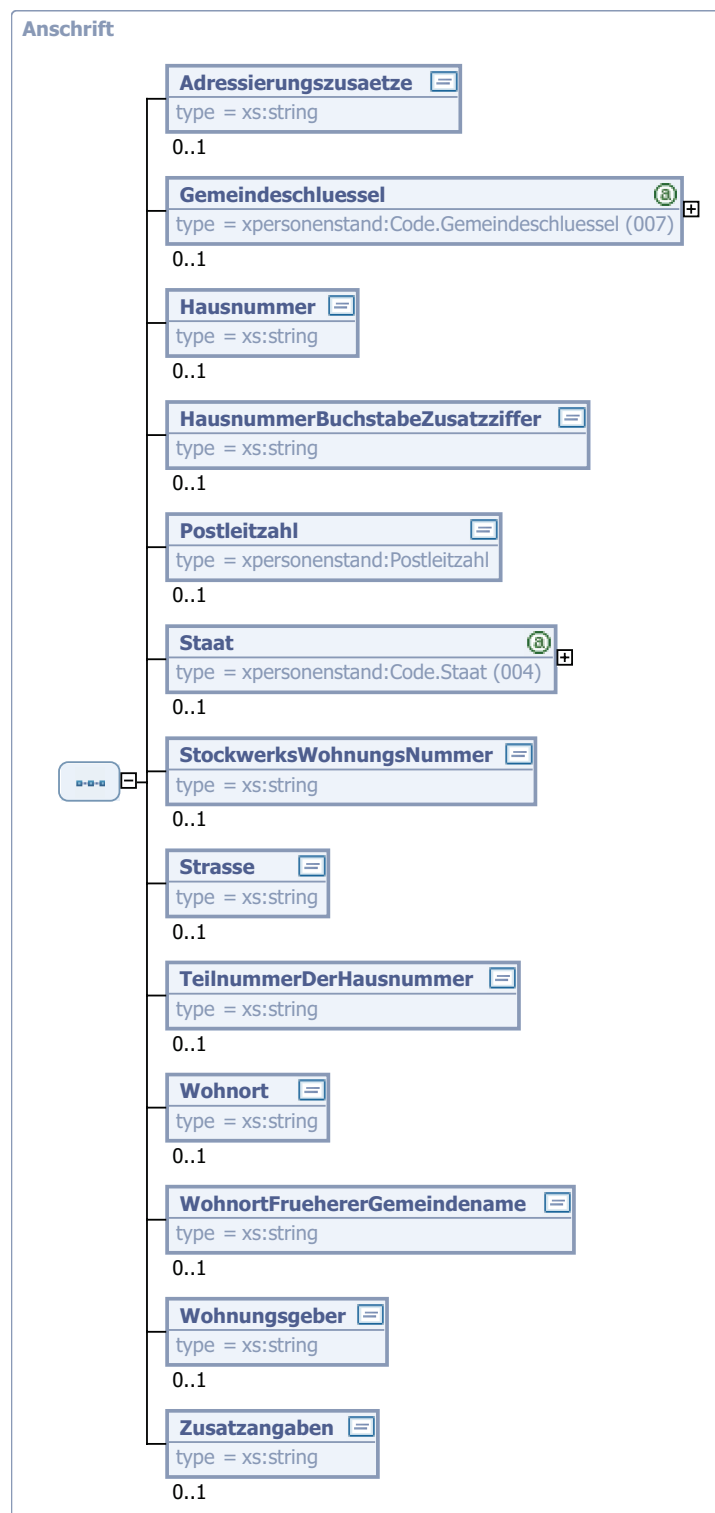 Anschrift
Adressierungszusaetze
type = xs:string
0..1
Gemeindeschluessel
type = xpersonenstand:Code.Gemeindeschluessel (007)
0..1
Hausnummer
type = xs:string
0..1
HausnummerBuchstabeZusatzziffer
type = xs:string
0..1
Postleitzahl
type = xpersonenstand:Postleitzahl
0..1
Staat
type = xpersonenstand:Code.Staat (004)
0..1
StockwerksWohnungsNummer
type = xs:string
0..1
Strasse
type = xs:string
0..1
TeilnummerDerHausnummer
type = xs:string
0..1
Wohnort
type = xs:string
0..1
WohnortFruehererGemeindename
type = xs:string
0..1
Wohnungsgeber
type = xs:string
0..1
Zusatzangaben
type = xs:string
0..1